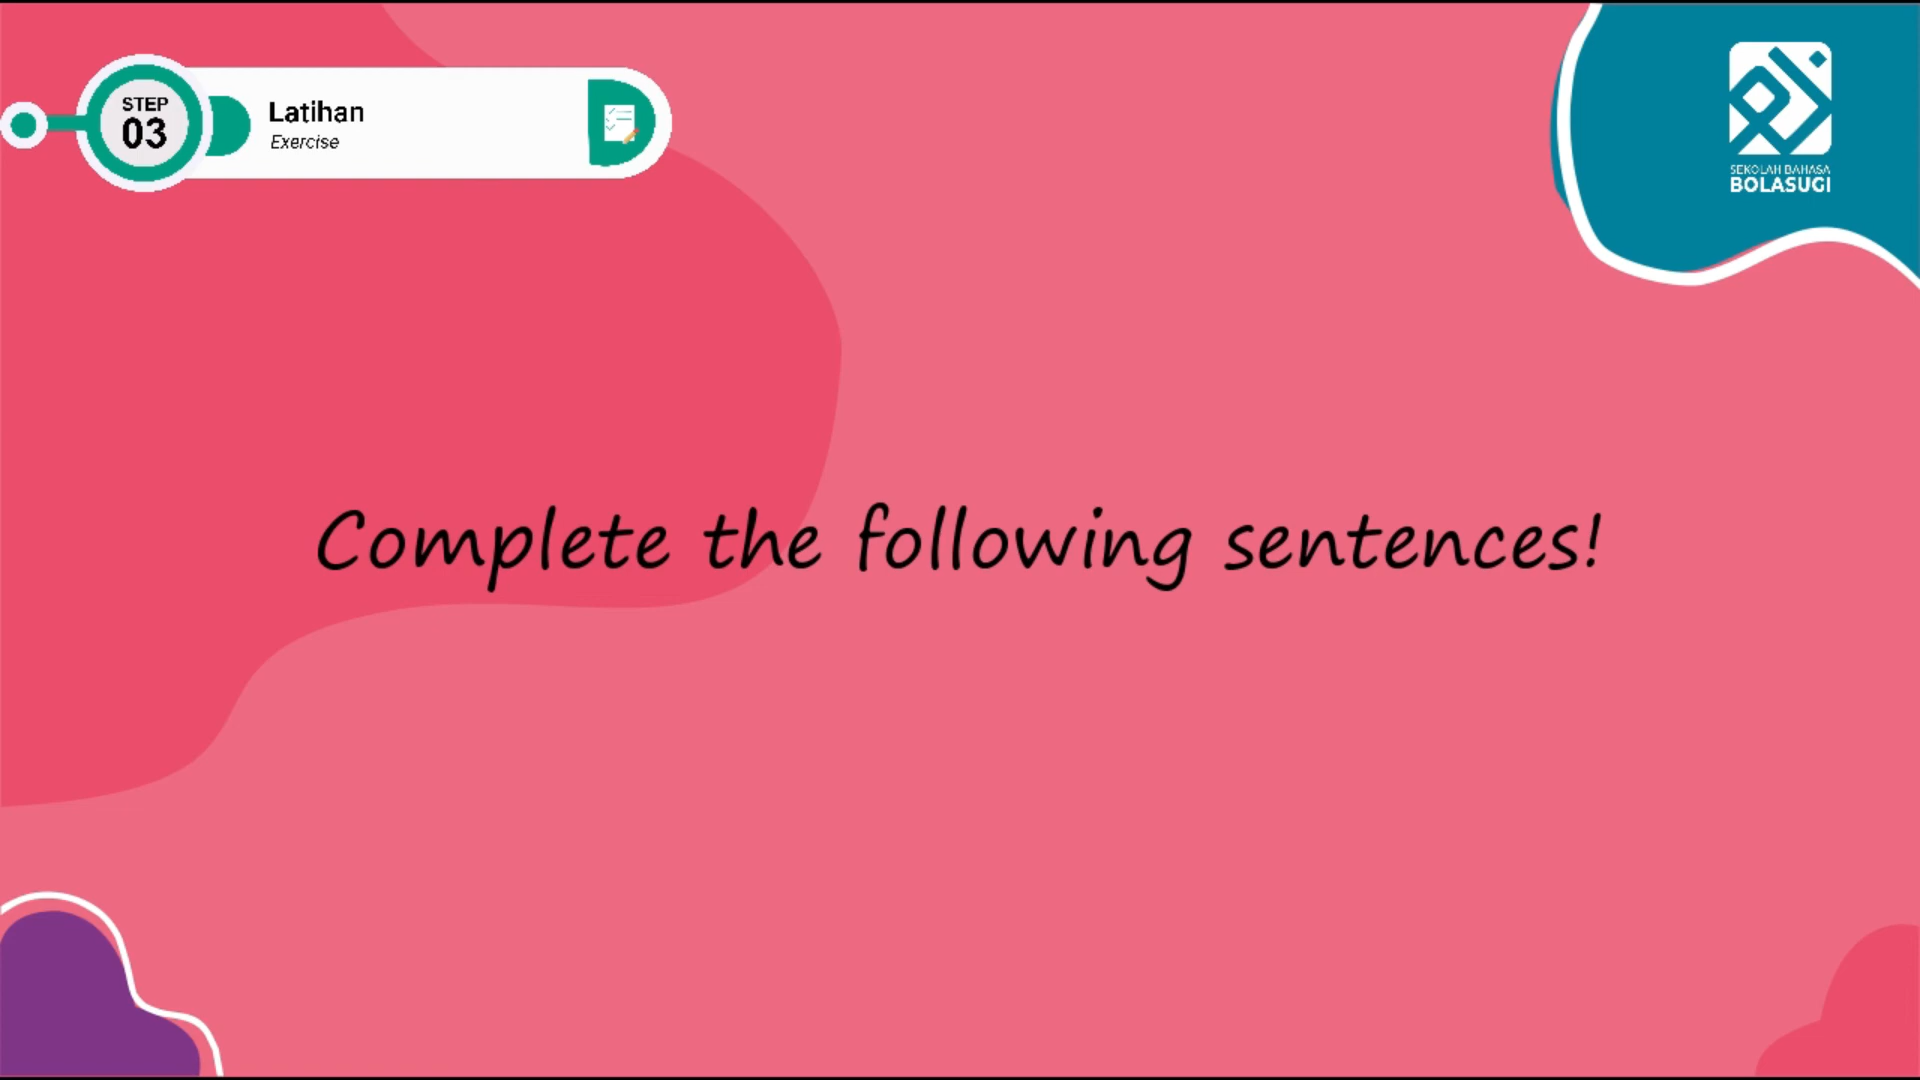 STEP
03
Latihan
Exercise
SEKOLAH BAHASA
BOLASUGI
Complete the following sentences!